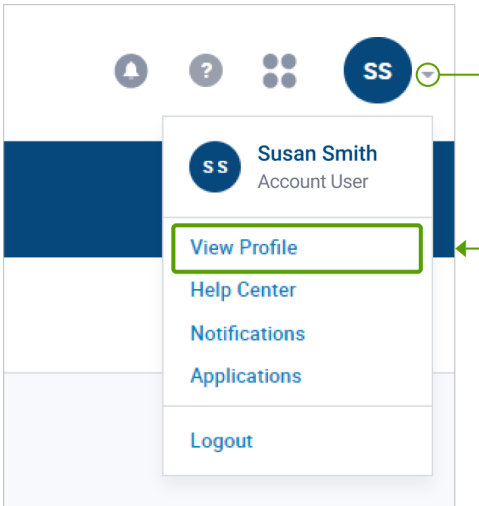 ?
SS
SS
Susan Smith
Account User
View Profile
Help Center
Notifications
Applications
Logout